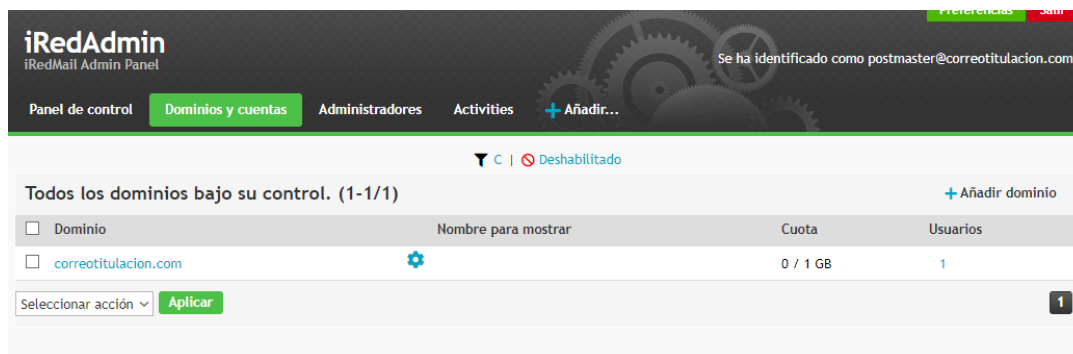 Preferencias Salir
iRedAdmin
iRedMail Admin Panel
Se ha identificado como postmaster@correotitulacion.com
Panel de control Dominios y cuentas Administradores Activities + Añadir...
C | Deshabilitado
Todos los dominios bajo su control. (1-1/1) + Añadir dominio
Dominio Nombre para mostrar Cuota Usuarios
correotitulacion.com 0 / 1 GB 1
Seleccionar acción Aplicar 1